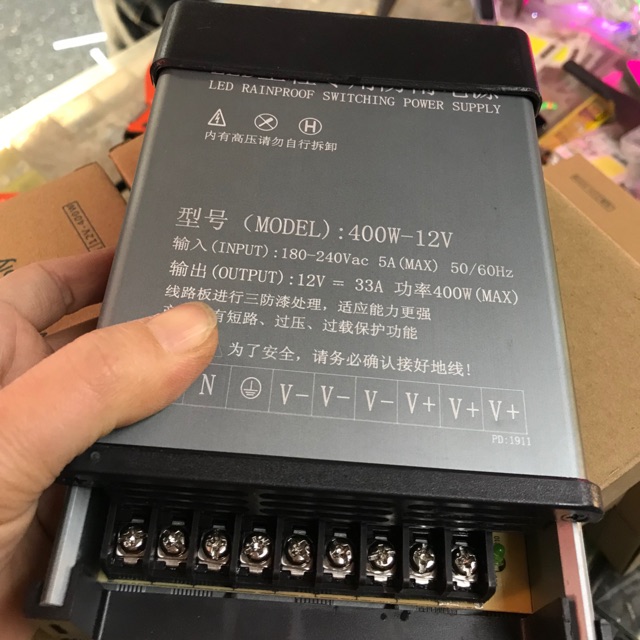 LED RAINPROOF SWITCHING POWER SUPPLY
内有高压请勿自行拆卸
型号 (MODEL):400W-12V
输入(INPUT):180-240Vac 5A(MAX) 50/60Hz
输出(OUTPUT):12V = 33A 功率400W(MAX)
线路板进行三防漆处理，适应能力更强
有短路、过压、过载保护功能
为了安全，请务必确认接好地线!
N V- V- V- V+ V+ V+
PD:1911
12V-400W